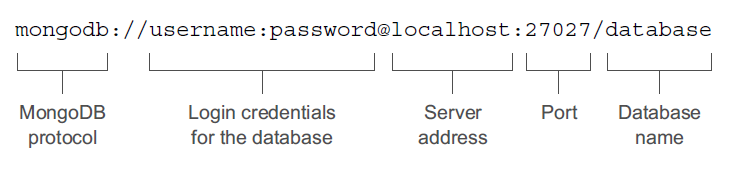 mongodb://username:password@localhost:27027/database
MongoDB protocol
Login credentials for the database
Server address
Port
Database name